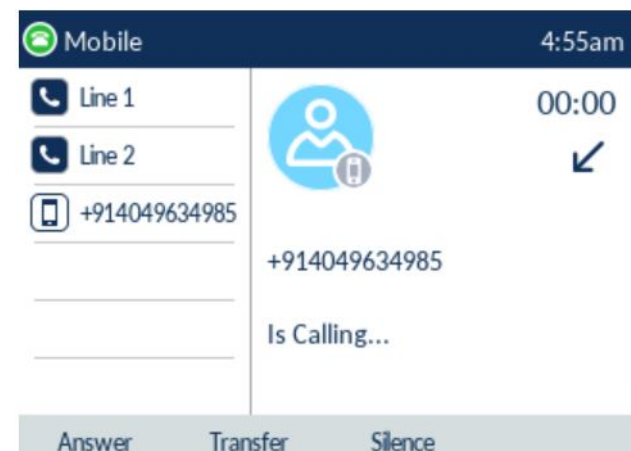 Mobile 4:55am
Line 1
Line 2
+914049634985
00:00
+914049634985
Is Calling...
Answer Transfer Silence